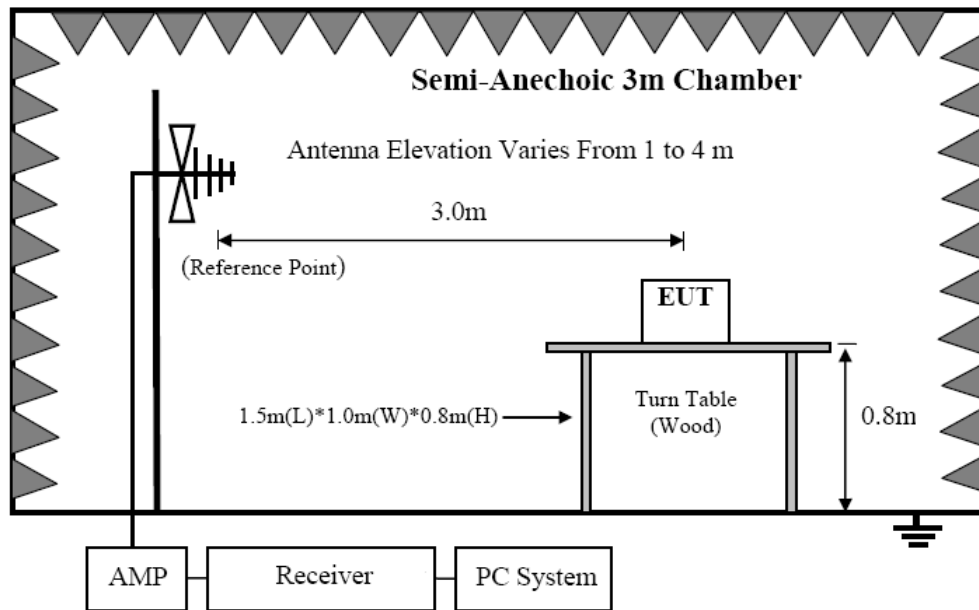 Semi-Anechoic 3m Chamber
Antenna Elevation Varies From 1 to 4 m
3.0m
(Reference Point)
EUT
1.5m(L)*1.0m(W)*0.8m(H)
Turn Table
(Wood)
0.8m
AMP
Receiver
PC System